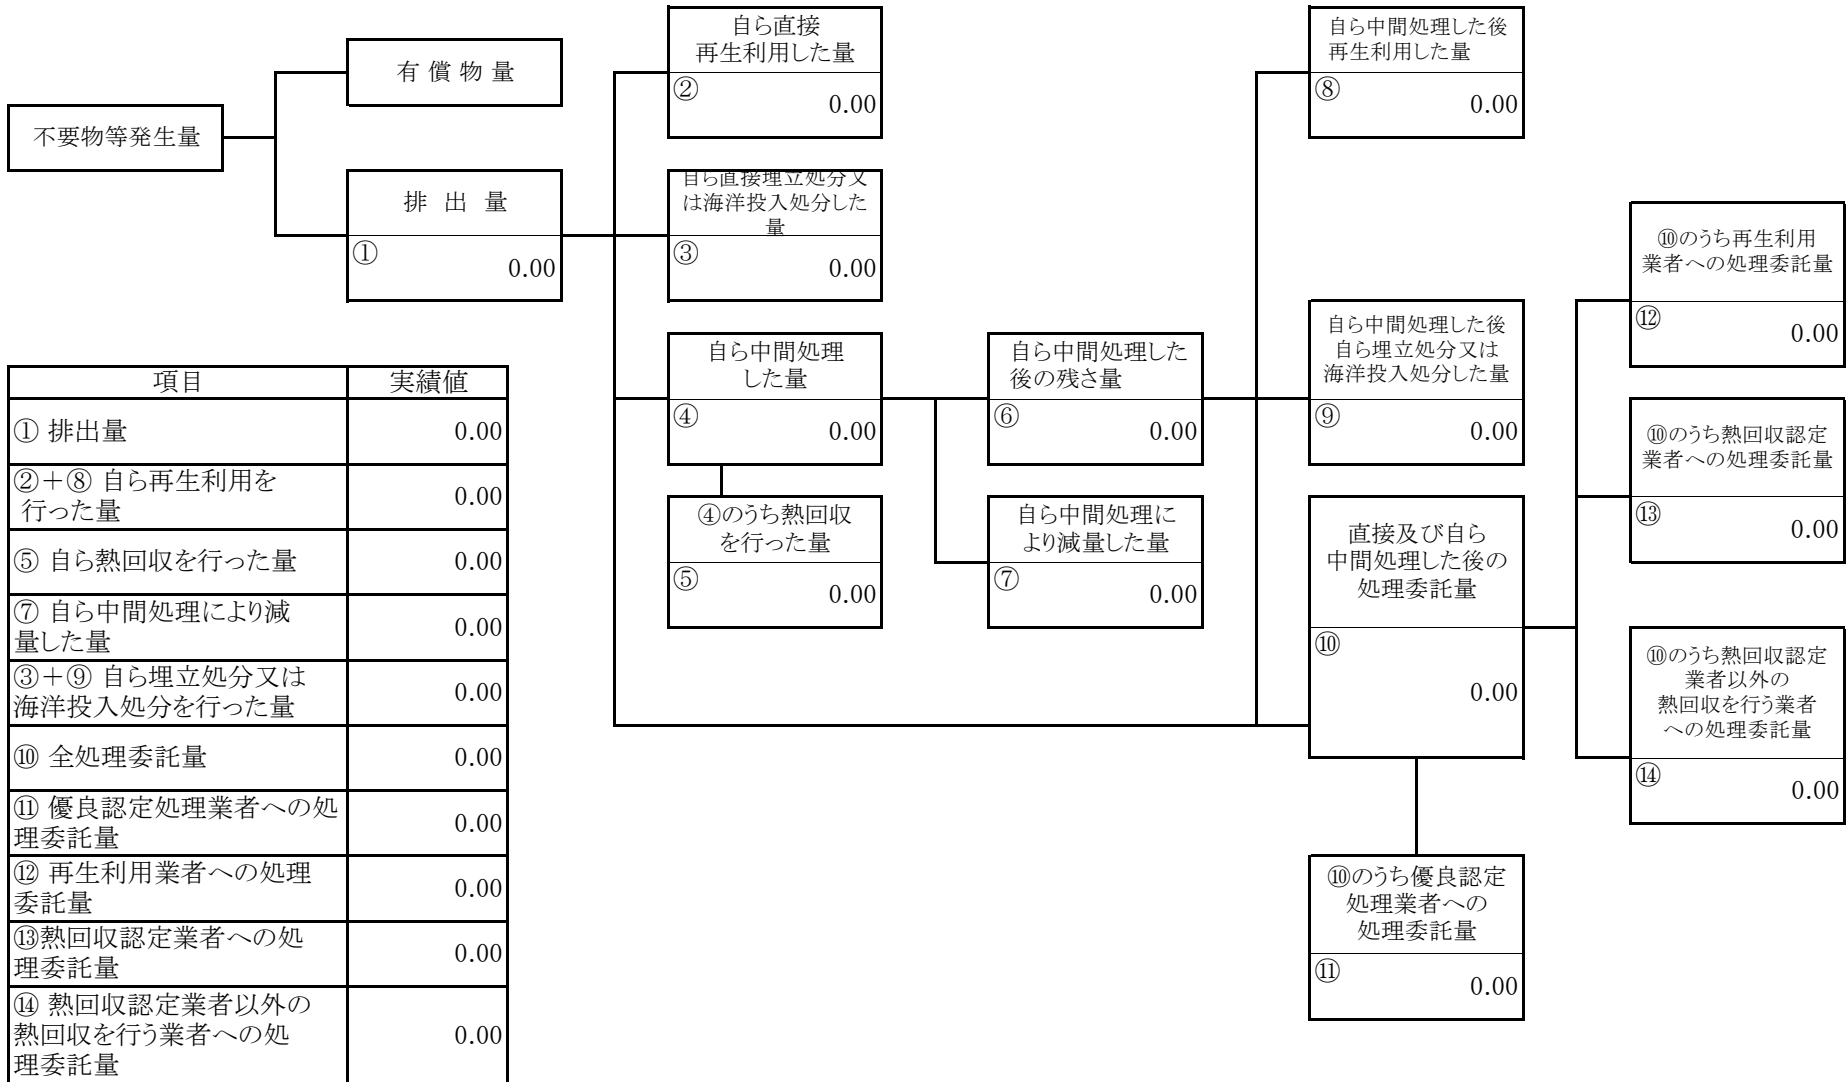 不要物等発生量
有 償 物 量
排 出 量
①
0.00
自ら直接
再生利用した量
②
0.00
自ら直接埋立処分又
は海洋投入処分した
量
③
0.00
自ら中間処理
した量
④
0.00
④のうち熱回収
を行った量
⑤
0.00
自ら中間処理した
後の残さ量
⑥
0.00
自ら中間処理に
より減量した量
⑦
0.00
自ら中間処理した後
再生利用した量
⑧
0.00
自ら中間処理した後
自ら埋立処分又は
海洋投入処分した量
⑨
0.00
直接及び自ら
中間処理した後の
処理委託量
⑩
0.00
⑩のうち優良認定
処理業者への
処理委託量
⑪
0.00
⑩のうち再生利用
業者への処理委託量
⑫
0.00
⑩のうち熱回収認定
業者への処理委託量
⑬
0.00
⑩のうち熱回収認定
業者以外の
熱回収を行う業者
への処理委託量
⑭
0.00
項目 実績値
① 排出量 0.00
②+⑧ 自ら再生利用を
行った量 0.00
⑤ 自ら熱回収を行った量 0.00
⑦ 自ら中間処理により減
量した量 0.00
③+⑨ 自ら埋立処分又は
海洋投入処分を行った量 0.00
⑩ 全処理委託量 0.00
⑪ 優良認定処理業者への処
理委託量 0.00
⑫ 再生利用業者への処理
委託量 0.00
⑬熱回収認定業者への処
理委託量 0.00
⑭ 熱回収認定業者以外の
熱回収を行う業者への処
理委託量 0.00